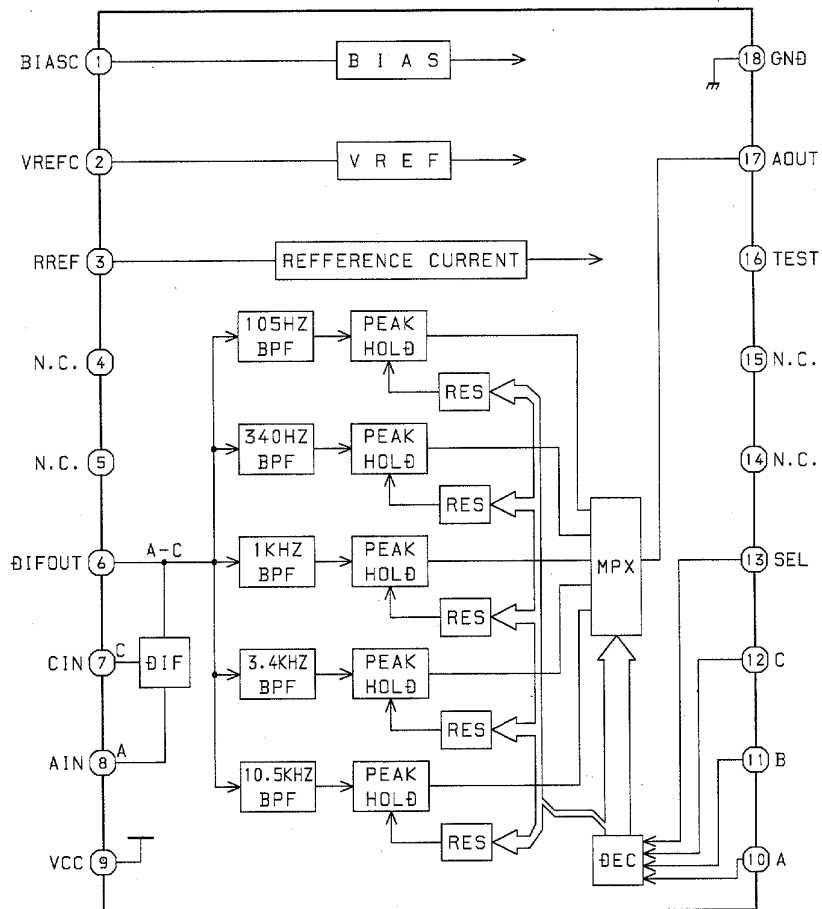 BIASC 1 BIAS 18 GND
VREFC 2 VREF 17 AOUT
RREF 3 REFFERENCE CURRENT 16 TEST
105HZ BPF
PEAK HOLD
N.C. 4 15 N.C.
RES
340HZ BPF
PEAK HOLD
N.C. 5 14 N.C.
RES
A-C
DIFOUT 6 13 SEL
1KHZ BPF
PEAK HOLD
MPX
RES
C
CIN 7 DIF 12 C
3.4KHZ BPF
PEAK HOLD
RES
A
AIN 8 11 B
10.5KHZ BPF
PEAK HOLD
RES
DEC
VCC 9 10 A